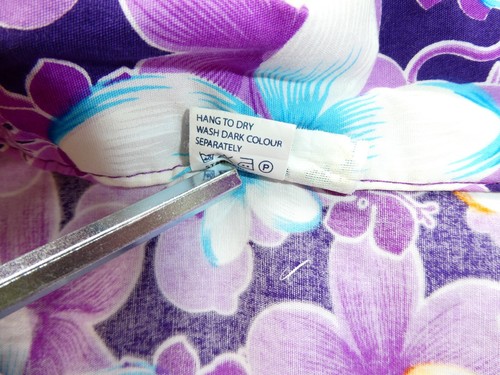 HANG TO DRY
WASH DARK COLOUR
SEPARATELY
P